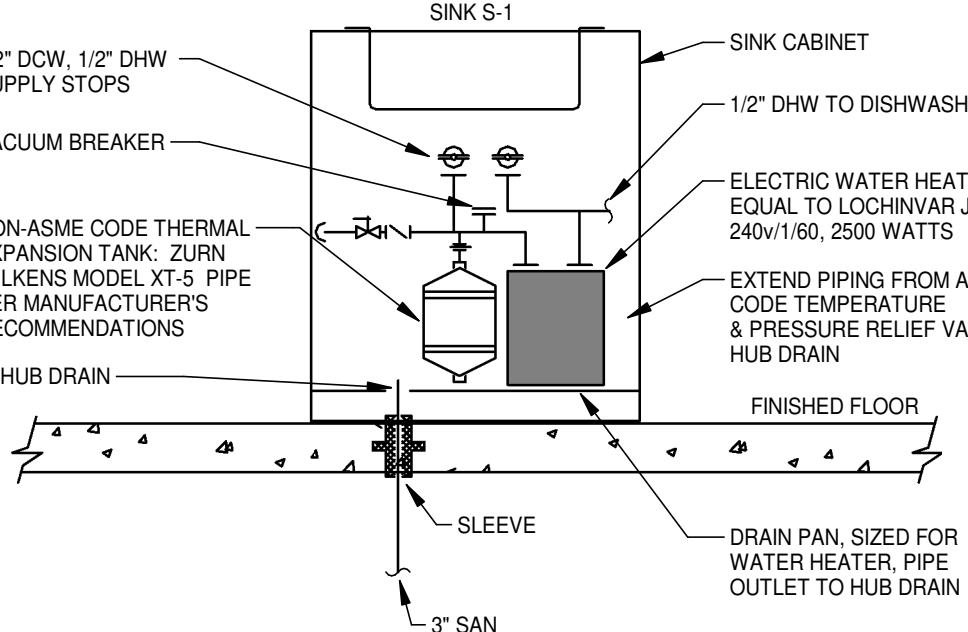 SINK S-1
2" DCW, 1/2" DHW
SUPPLY STOPS
SINK CABINET
1/2" DHW TO DISHWASH
VACUUM BREAKER
ELECTRIC WATER HEAT
EQUAL TO LOCHINVAR J
240v/1/60, 2500 WATTS
ON-ASME CODE THERMAL
XPANSION TANK: ZURN
ILKENS MODEL XT-5 PIPE
ER MANUFACTURER'S
ECOMMENDATIONS
EXTEND PIPING FROM A
CODE TEMPERATURE
& PRESSURE RELIEF VA
HUB DRAIN
HUB DRAIN
FINISHED FLOOR
SLEEVE
DRAIN PAN, SIZED FOR
WATER HEATER, PIPE
OUTLET TO HUB DRAIN
3" SAN